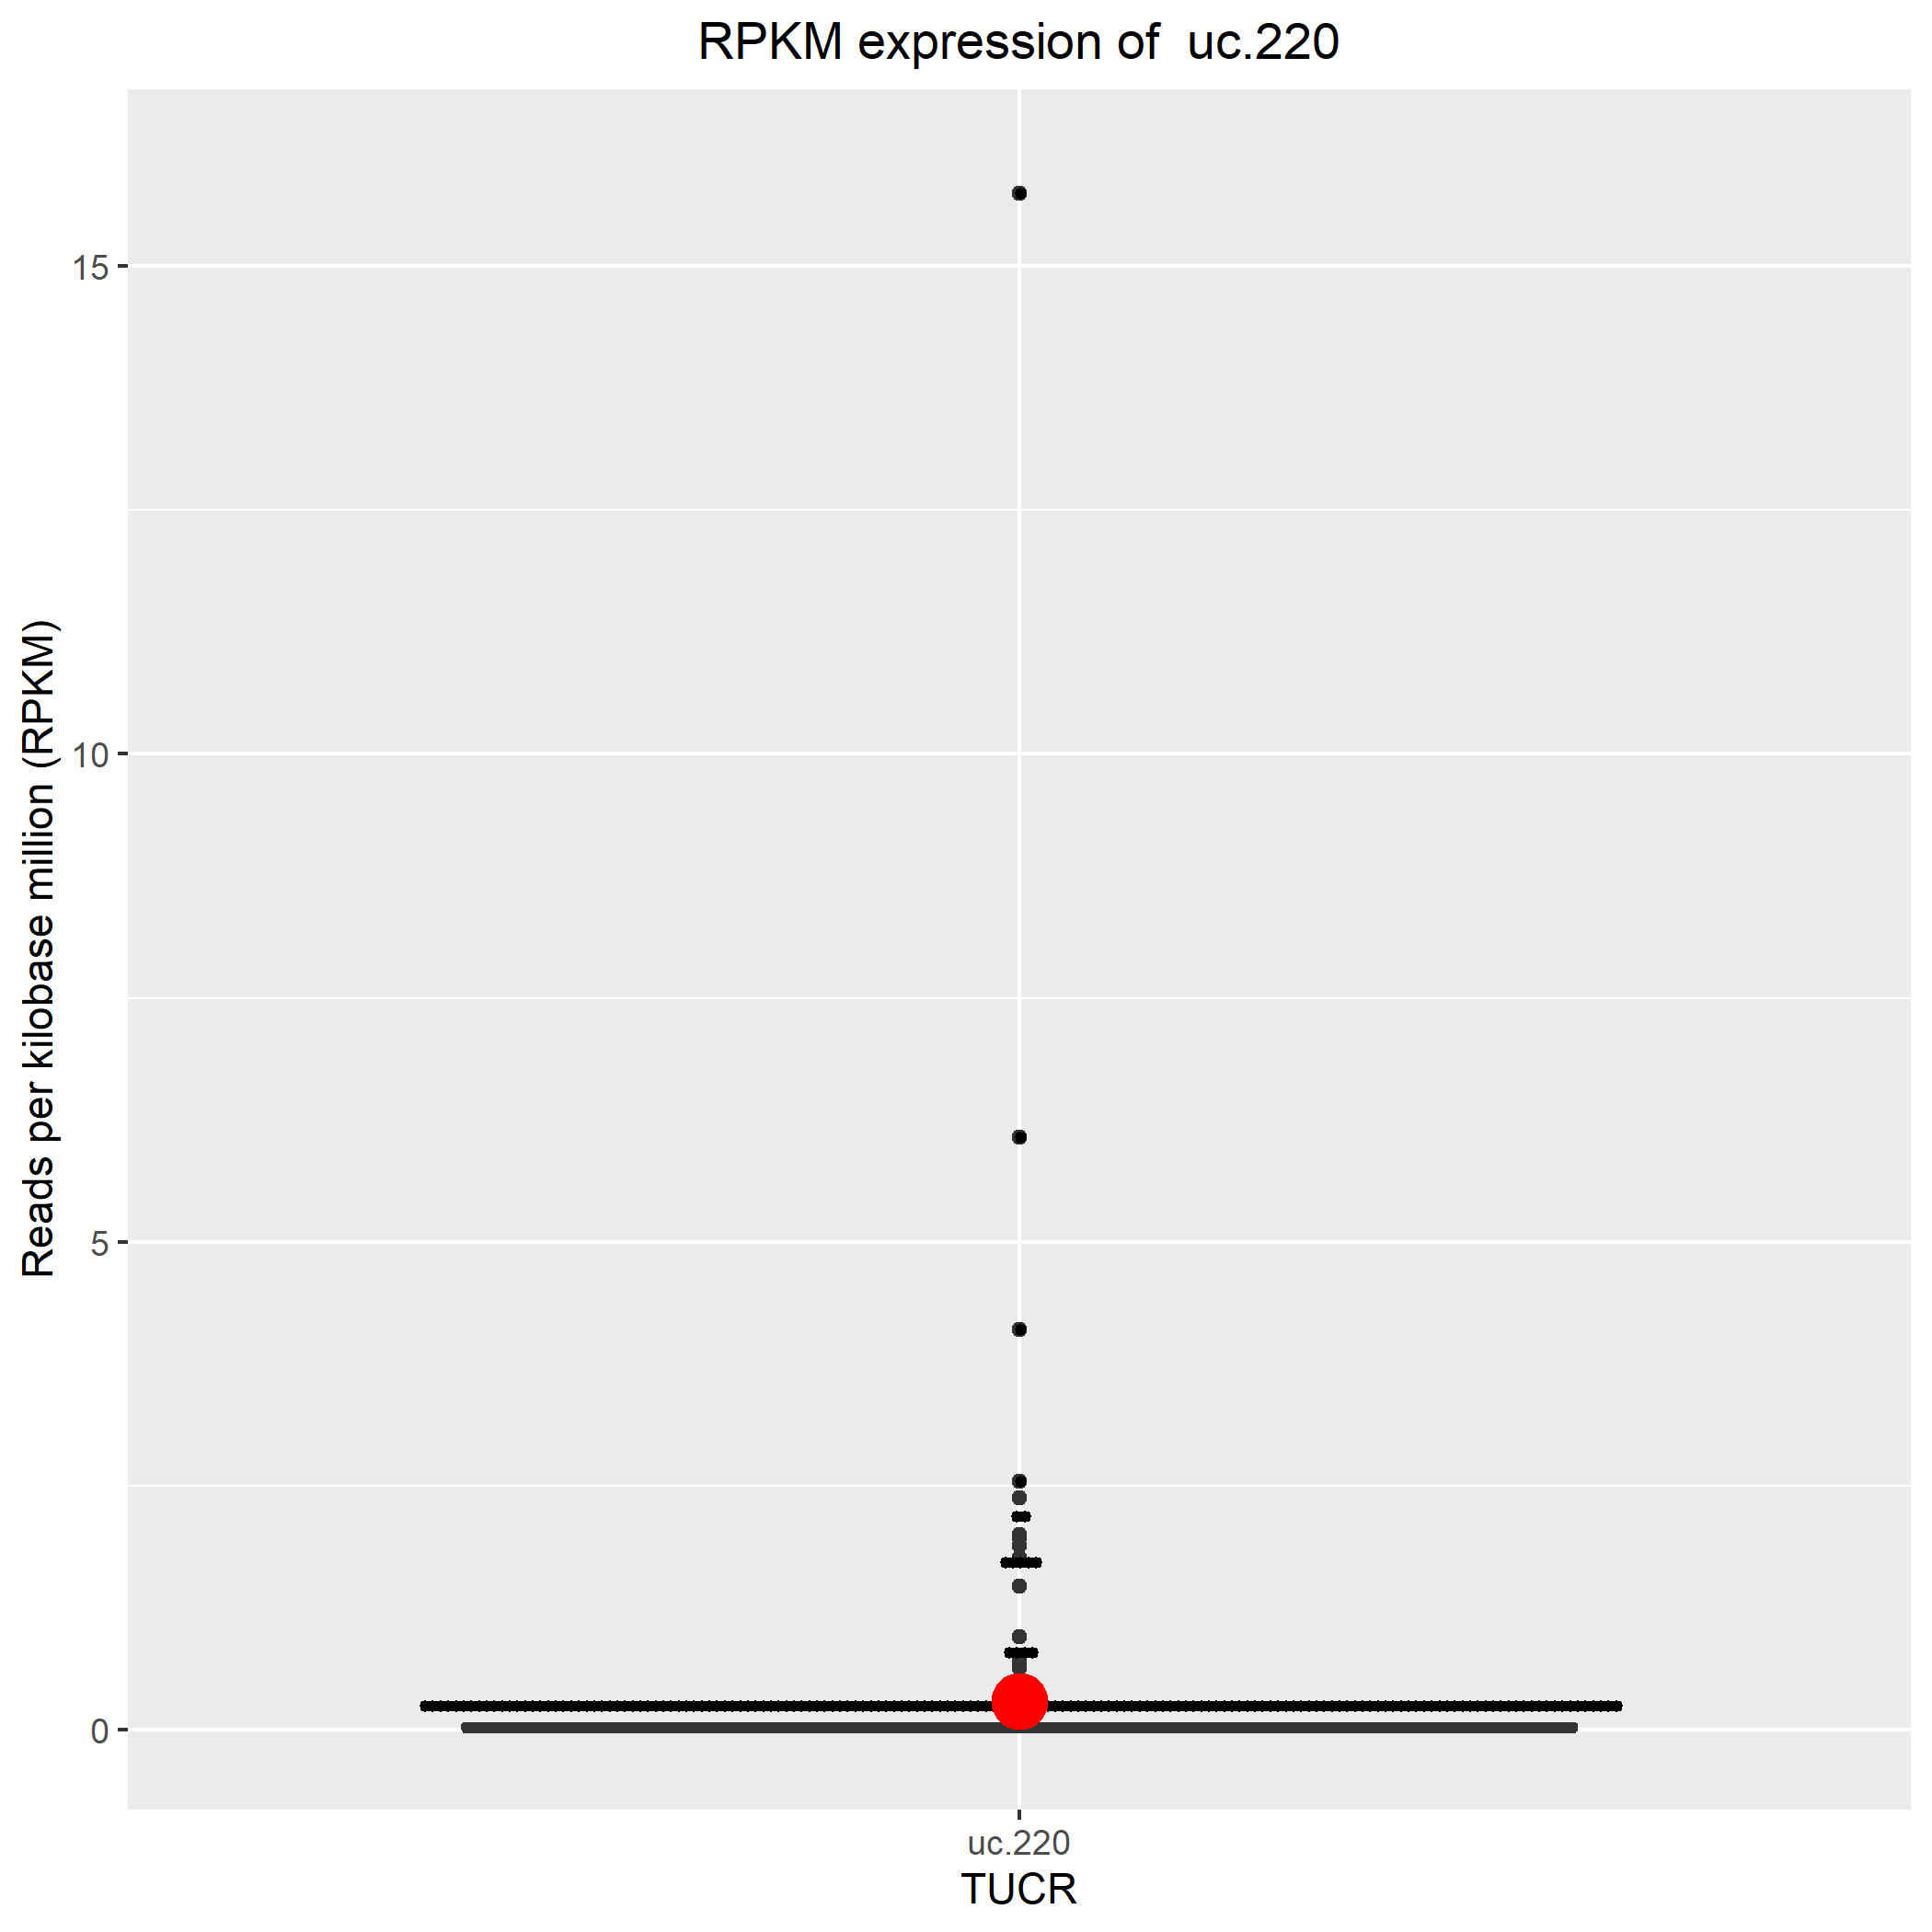 RPKM expression of  uc.220
Reads per kilobase million (RPKM)
15
10
5
0
uc.220
TUCR